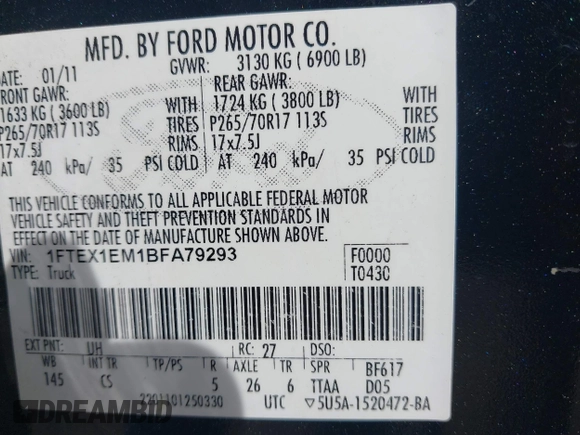 MFD. BY FORD MOTOR CO.
DATE: 01/11 GVWR: 3130 KG ( 6900 LB)
FRONT GAWR: REAR GAWR:
1633 KG ( 3600 LB) WITH 1724 KG ( 3800 LB) WITH
P265/70R17 113S TIRES P265/70R17 113S TIRES
17x7.5J RIMS 17x7.5J RIMS
AT 240 kPa/ 35 PSI COLD AT 240 kPa/ 35 PSI COLD
THIS VEHICLE CONFORMS TO ALL APPLICABLE FEDERAL MOTOR
VEHICLE SAFETY AND THEFT PREVENTION STANDARDS IN
EFFECT ON THE DATE OF MANUFACTURE SHOWN ABOVE.
VIN: 1FTEX1EM1BFA79293 F0000
TYPE: Truck T0430
EXT PNT: UH RC: 27 DSO:
WB INT TR TP/PS R AXLE TR SPR BF617
145 CS 5 26 6 TTAA D05
2201101250330 UTC ▽5U5A-1520472-BA
DREAMBID